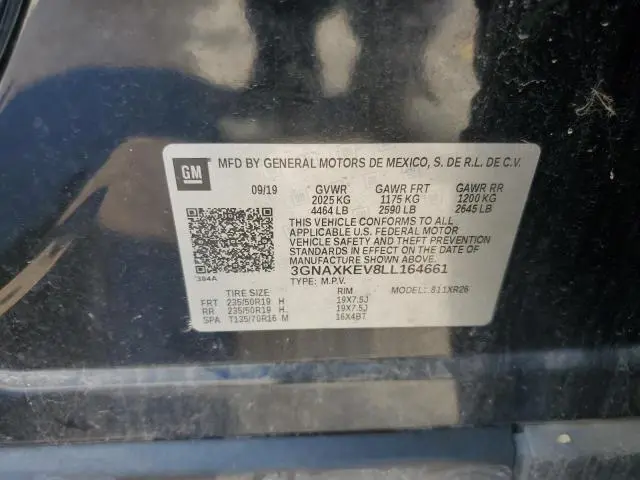 GM
MFD BY GENERAL MOTORS DE MEXICO, S. DE R.L. DE C.V.
09/19 GVWR GAWR FRT GAWR RR
2025 KG 1175 KG 1200 KG
4464 LB 2590 LB 2645 LB
THIS VEHICLE CONFORMS TO ALL
APPLICABLE U.S. FEDERAL MOTOR
VEHICLE SAFETY AND THEFT PREVENTION
STANDARDS IN EFFECT ON THE DATE OF
MANUFACTURE SHOWN ABOVE.
384A
3GNAXKEV8LL164661
TYPE: M.P.V. MODEL: 811XR26
TIRE SIZE RIM
FRT 235/50R19 H 19X7.5J
RR 235/50R19 H 19X7.5J
SPA T135/70R16 M 16X4BT